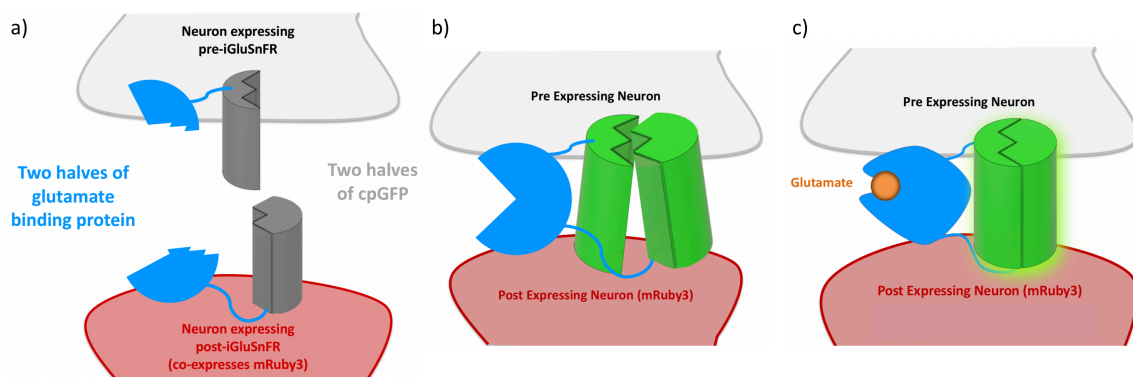 a)
Neuron expressing
pre-iGluSnFR
Two halves of
glutamate
binding protein
Two halves
of cpGFP
Neuron expressing
post-iGluSnFR
(co-expresses mRuby3)
b)
Pre Expressing Neuron
Post Expressing Neuron (mRuby3)
c)
Pre Expressing Neuron
Glutamate
Post Expressing Neuron (mRuby3)